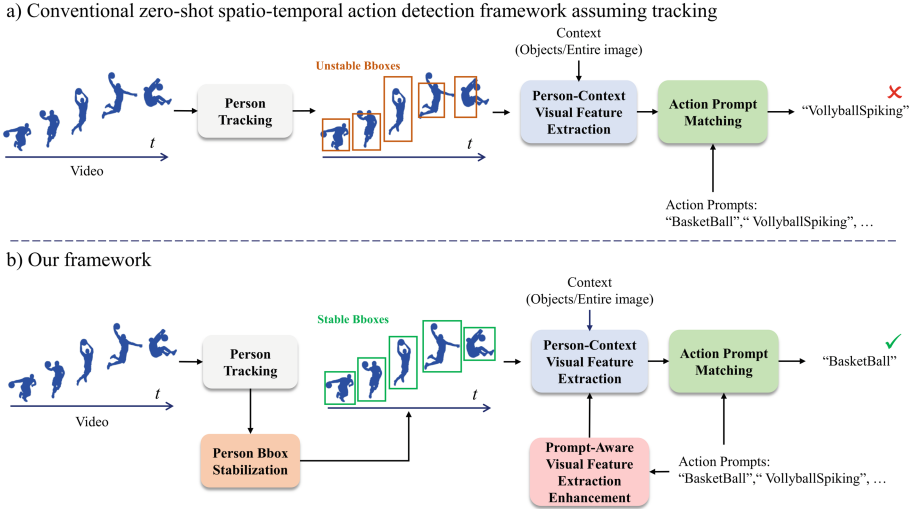 a) Conventional zero-shot spatio-temporal action detection framework assuming tracking
Context
(Objects/Entire image)
Unstable Bboxes
Person
Tracking
Person-Context
Visual Feature
Extraction
Action Prompt
Matching
“VollyballSpiking”
t
Video
t
Action Prompts:
“BasketBall”,“ VollyballSpiking”, …
b) Our framework
Context
(Objects/Entire image)
Stable Bboxes
Person
Tracking
Person-Context
Visual Feature
Extraction
Action Prompt
Matching
“BasketBall”
t
Video
t
Person Bbox
Stabilization
Prompt-Aware
Visual Feature
Extraction
Enhancement
Action Prompts:
“BasketBall”,“ VollyballSpiking”, …